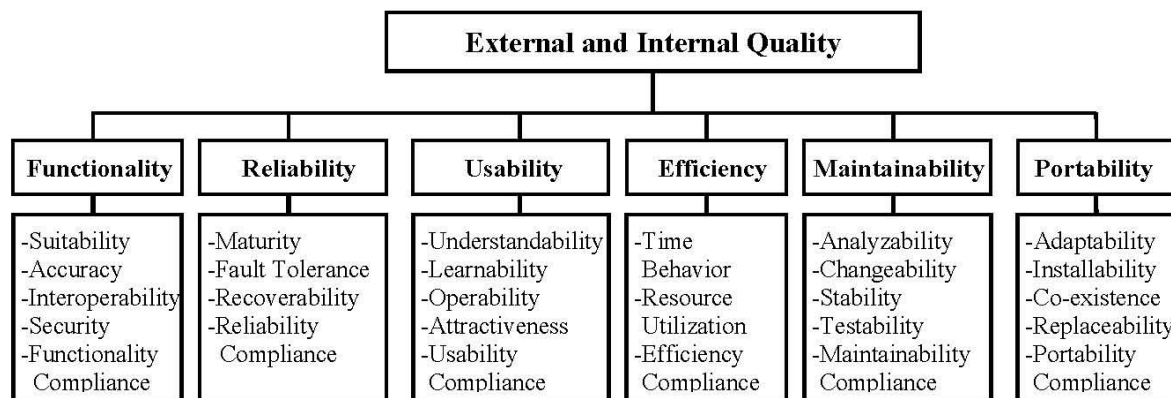 External and Internal Quality
Functionality
Reliability
Usability
Efficiency
Maintainability
Portability
-Suitability
-Accuracy
-Interoperability
-Security
-Functionality
Compliance
-Maturity
-Fault Tolerance
-Recoverability
-Reliability
Compliance
-Understandability
-Learnability
-Operability
-Attractiveness
-Usability
Compliance
-Time
Behavior
-Resource
Utilization
-Efficiency
Compliance
-Analyzability
-Changeability
-Stability
-Testability
-Maintainability
Compliance
-Adaptability
-Installability
-Co-existence
-Replaceability
-Portability
Compliance